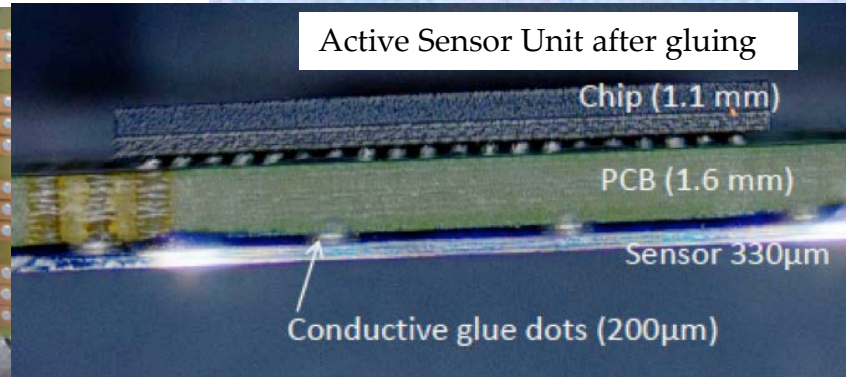 Active Sensor Unit after gluing
Chip (1.1 mm)
PCB (1.6 mm)
Sensor 330µm
Conductive glue dots (200µm)